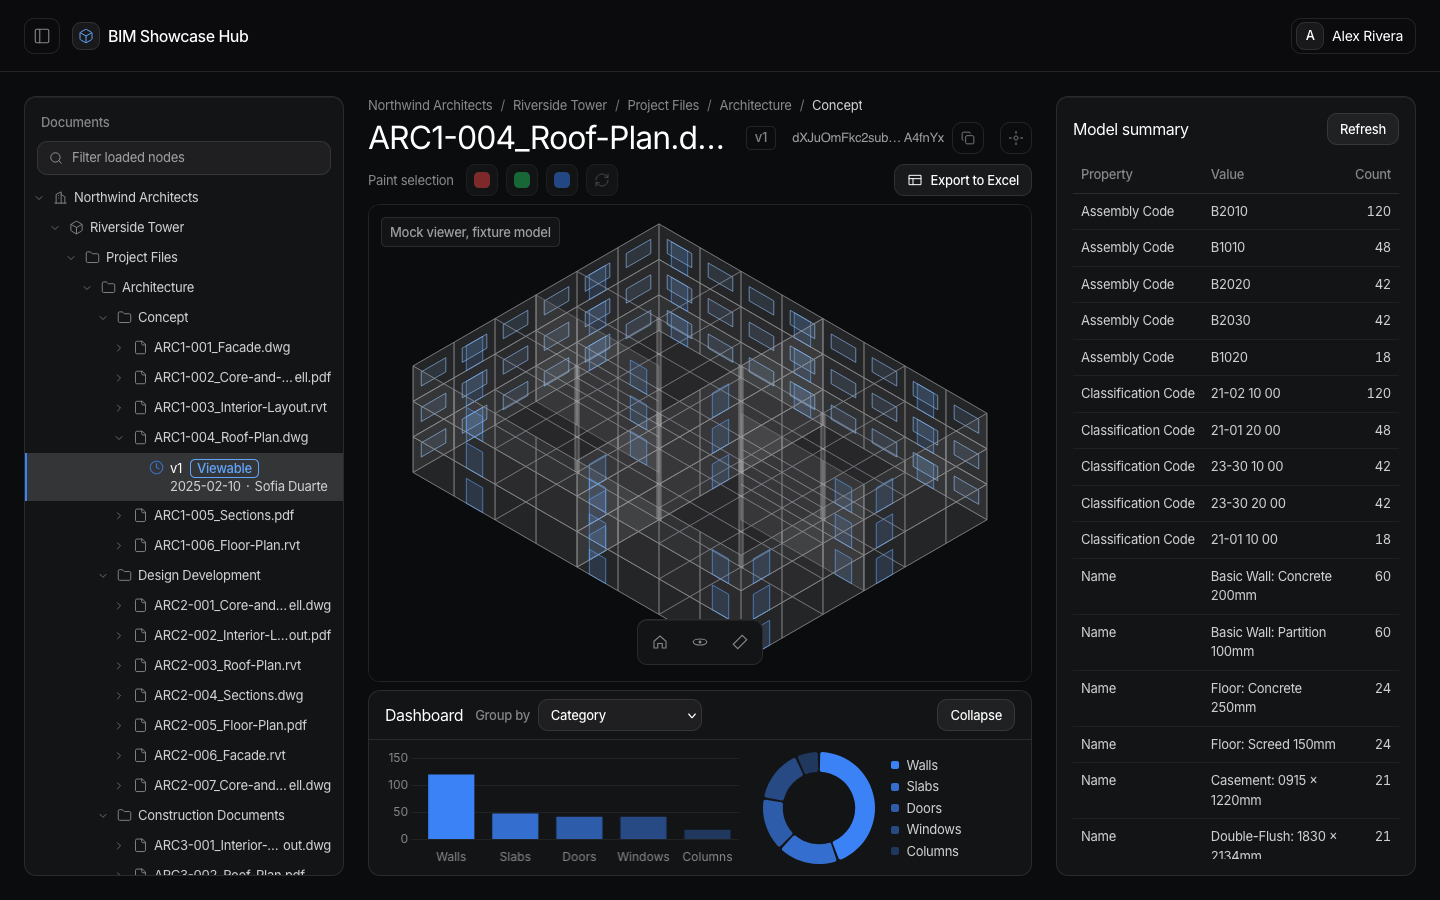 BIM Showcase Hub
A Alex Rivera
Documents
Filter loaded nodes
Northwind Architects
Riverside Tower
Project Files
Architecture
Concept
ARC1-001_Facade.dwg
ARC1-002_Core-and-... ell.pdf
ARC1-003_Interior-Layout.rvt
ARC1-004_Roof-Plan.dwg
v1 Viewable
2025-02-10 · Sofia Duarte
ARC1-005_Sections.pdf
ARC1-006_Floor-Plan.rvt
Design Development
ARC2-001_Core-and... ell.dwg
ARC2-002_Interior-L...out.pdf
ARC2-003_Roof-Plan.rvt
ARC2-004_Sections.dwg
ARC2-005_Floor-Plan.pdf
ARC2-006_Facade.rvt
ARC2-007_Core-and... ell.dwg
Construction Documents
ARC3-001_Interior-... out.dwg
ARC3-002_Roof-Plan.pdf
Northwind Architects / Riverside Tower / Project Files / Architecture / Concept
ARC1-004_Roof-Plan.d... v1 dXJuOmFkc2sub... A4fnYx
Paint selection Export to Excel
Mock viewer, fixture model
Dashboard Group by Category Collapse
150
100
50
0
Walls Slabs Doors Windows Columns
Walls
Slabs
Doors
Windows
Columns
Model summary Refresh
Property Value Count
Assembly Code B2010 120
Assembly Code B1010 48
Assembly Code B2020 42
Assembly Code B2030 42
Assembly Code B1020 18
Classification Code 21-02 10 00 120
Classification Code 21-01 20 00 48
Classification Code 23-30 10 00 42
Classification Code 23-30 20 00 42
Classification Code 21-01 10 00 18
Name Basic Wall: Concrete 60
200mm
Name Basic Wall: Partition 60
100mm
Name Floor: Concrete 24
250mm
Name Floor: Screed 150mm 24
Name Casement: 0915 × 21
1220mm
Name Double-Flush: 1830 × 21
2134mm